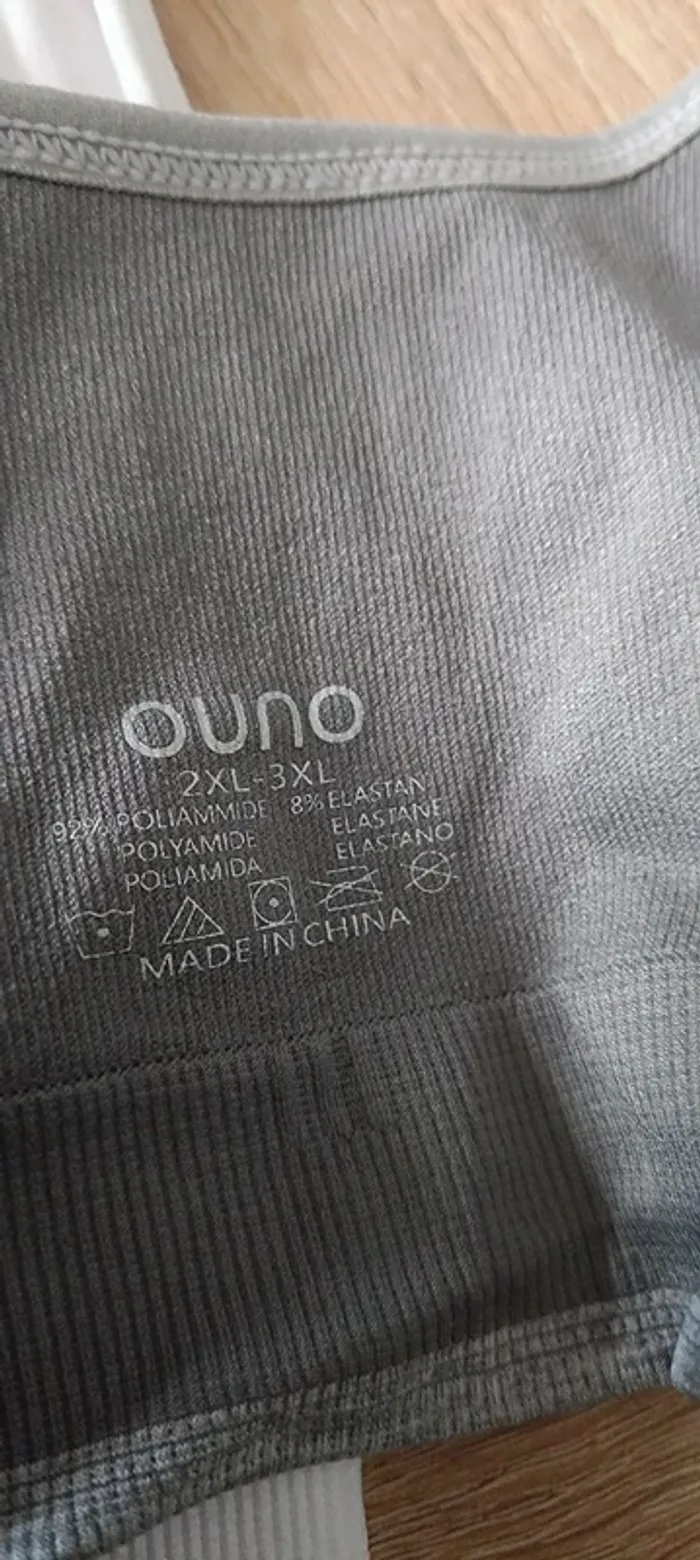 OUNO
2XL-3XL
92% POLIAMMIDE 8% ELASTAN
POLYAMIDE ELASTANE
POLIAMIDA ELASTANO
MADE IN CHINA